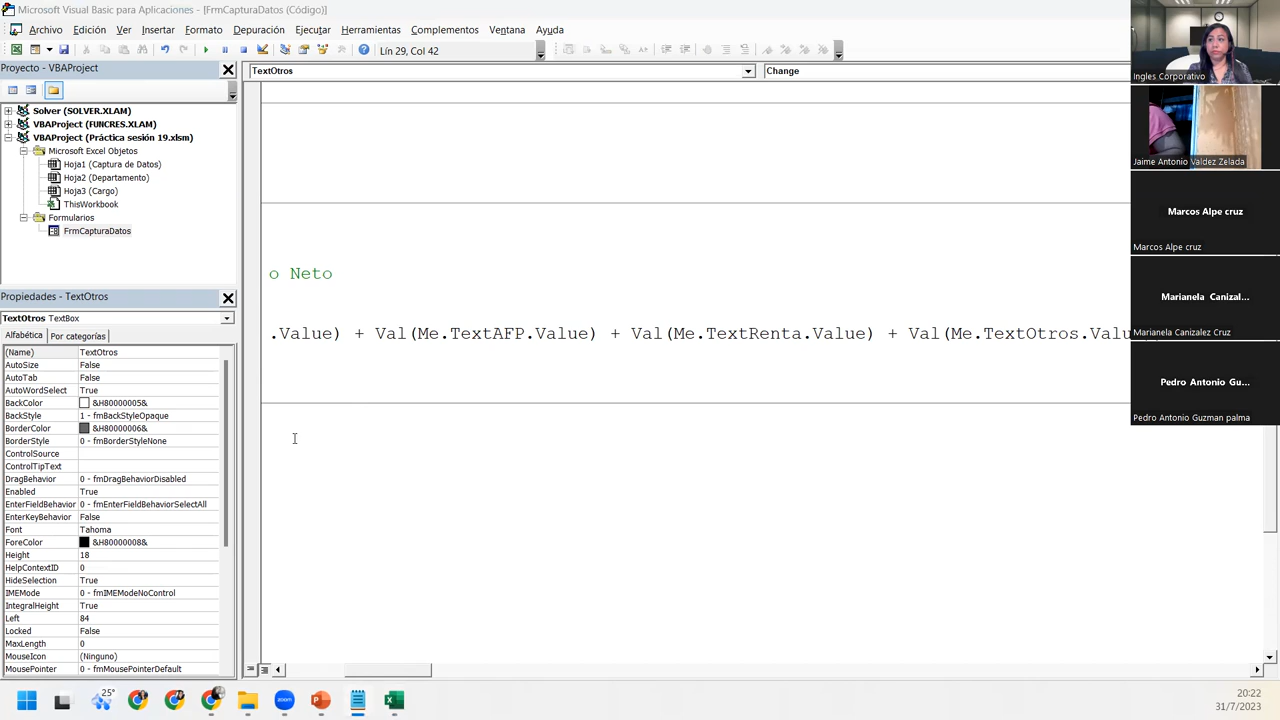 Microsoft Visual Basic para Aplicaciones - [FrmCapturaDatos (Código)]
Archivo Edición Ver Insertar Formato Depuración Ejecutar Herramientas Complementos Ventana Ayuda
Lín 29, Col 42
Proyecto - VBAProject
Solver (SOLVER.XLAM)
VBAProject (FUNCRES.XLAM)
VBAProject (Práctica sesión 19.xlsm)
Microsoft Excel Objetos
Hoja1 (Captura de Datos)
Hoja2 (Departamento)
Hoja3 (Cargo)
ThisWorkbook
Formularios
FrmCapturaDatos
Propiedades - TextOtros
TextOtros TextBox
Alfabética Por categorías
(Name) TextOtros
AutoSize False
AutoTab False
AutoWordSelect True
BackColor &H80000005&
BackStyle 1 - fmBackStyleOpaque
BorderColor &H80000006&
BorderStyle 0 - fmBorderStyleNone
ControlSource
ControlTipText
DragBehavior 0 - fmDragBehaviorDisabled
Enabled True
EnterFieldBehavior 0 - fmEnterFieldBehaviorSelectAll
EnterKeyBehavior False
Font Tahoma
ForeColor &H80000008&
Height 18
HelpContextID 0
HideSelection True
IMEMode 0 - fmIMEModeNoControl
IntegralHeight True
Left 84
Locked False
MaxLength 0
MouseIcon (Ninguno)
MousePointer 0 - fmMousePointerDefault
TextOtros Change
o Neto
.Value) + Val(Me.TextAFP.Value) + Val(Me.TextRenta.Value) + Val(Me.TextOtros.Valu
Ingles Corporativo
Jaime Antonio Valdez Zelada
Marcos Alpe cruz
Marcos Alpe cruz
Marianela Canizal...
Marianela Canizalez Cruz
Pedro Antonio Gu...
Pedro Antonio Guzman palma
25°
zoom
20:22
31/7/2023